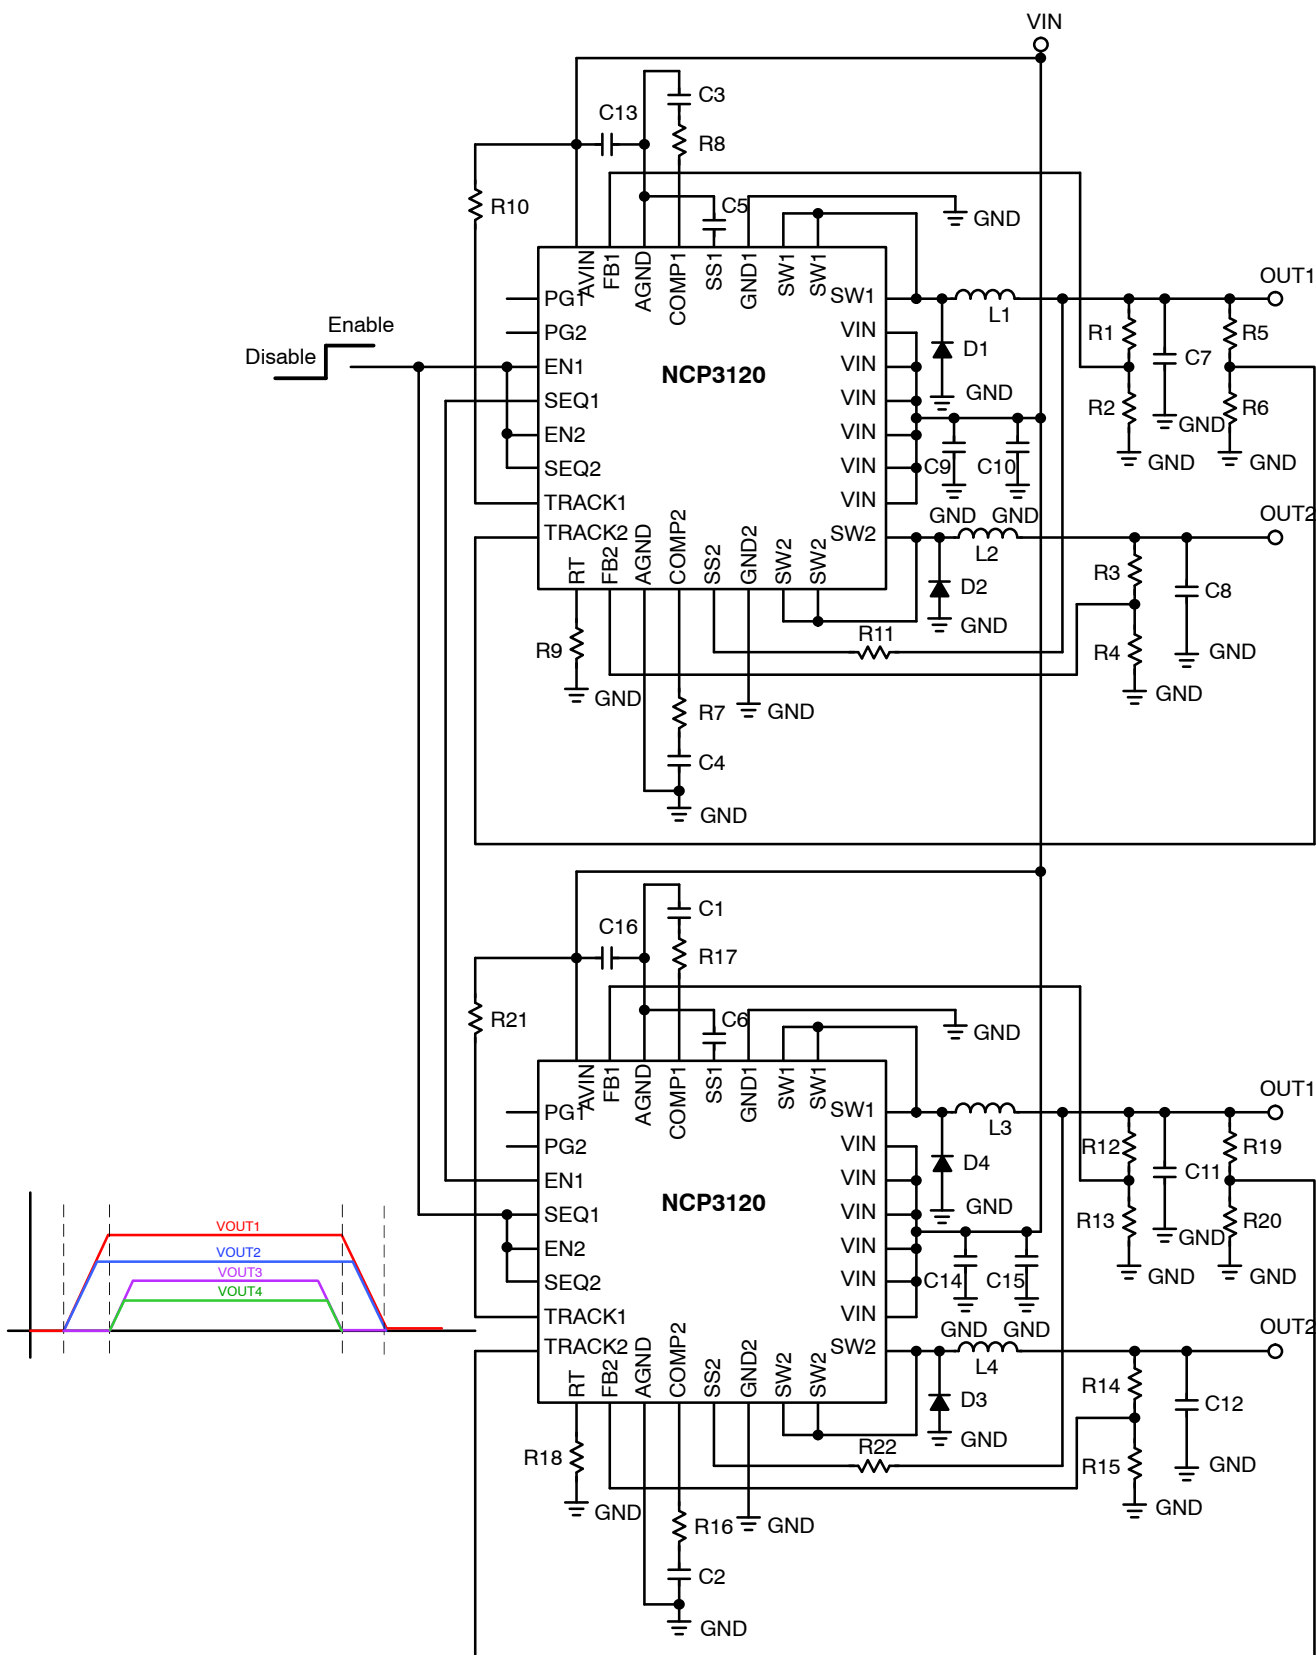 VIN
C3
C13
R8
R10
C5
GND
AVIN
FB1
AGND
COMP1
SS1
GND1
SW1
SW1
OUT1
PG1
SW1
L1
Enable
PG2
VIN
R1
R5
Disable
D1
C7
EN1
NCP3120
VIN
GND
SEQ1
VIN
R2
GND
R6
EN2
VIN
SEQ2
VIN
C9
C10
GND
GND
TRACK1
VIN
GND
GND
OUT2
TRACK2
SW2
L2
RT
FB2
AGND
COMP2
SS2
GND2
SW2
SW2
R3
D2
C8
GND
R11
R9
R4
GND
GND
GND
R7
GND
C4
GND
C1
C16
R17
R21
C6
GND
AVIN
FB1
AGND
COMP1
SS1
GND1
SW1
SW1
OUT1
PG1
SW1
L3
PG2
VIN
R12
R19
D4
C11
EN1
NCP3120
VIN
GND
SEQ1
VIN
R13
GND
R20
EN2
VIN
SEQ2
VIN
C14
C15
GND
GND
TRACK1
VIN
GND
GND
OUT2
TRACK2
SW2
L4
RT
FB2
AGND
COMP2
SS2
GND2
SW2
SW2
R14
D3
C12
GND
R22
R18
R15
GND
GND
GND
R16
GND
C2
GND
VOUT1
VOUT2
VOUT3
VOUT4